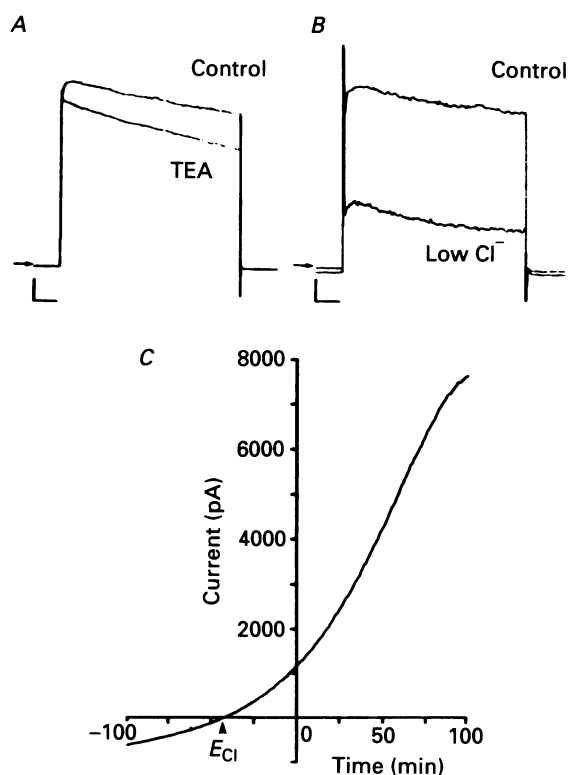 A
B
Control
Control
TEA
Low Cl⁻
C
8000
6000
4000
2000
Current (pA)
−100
0
50
100
E_Cl
Time (min)